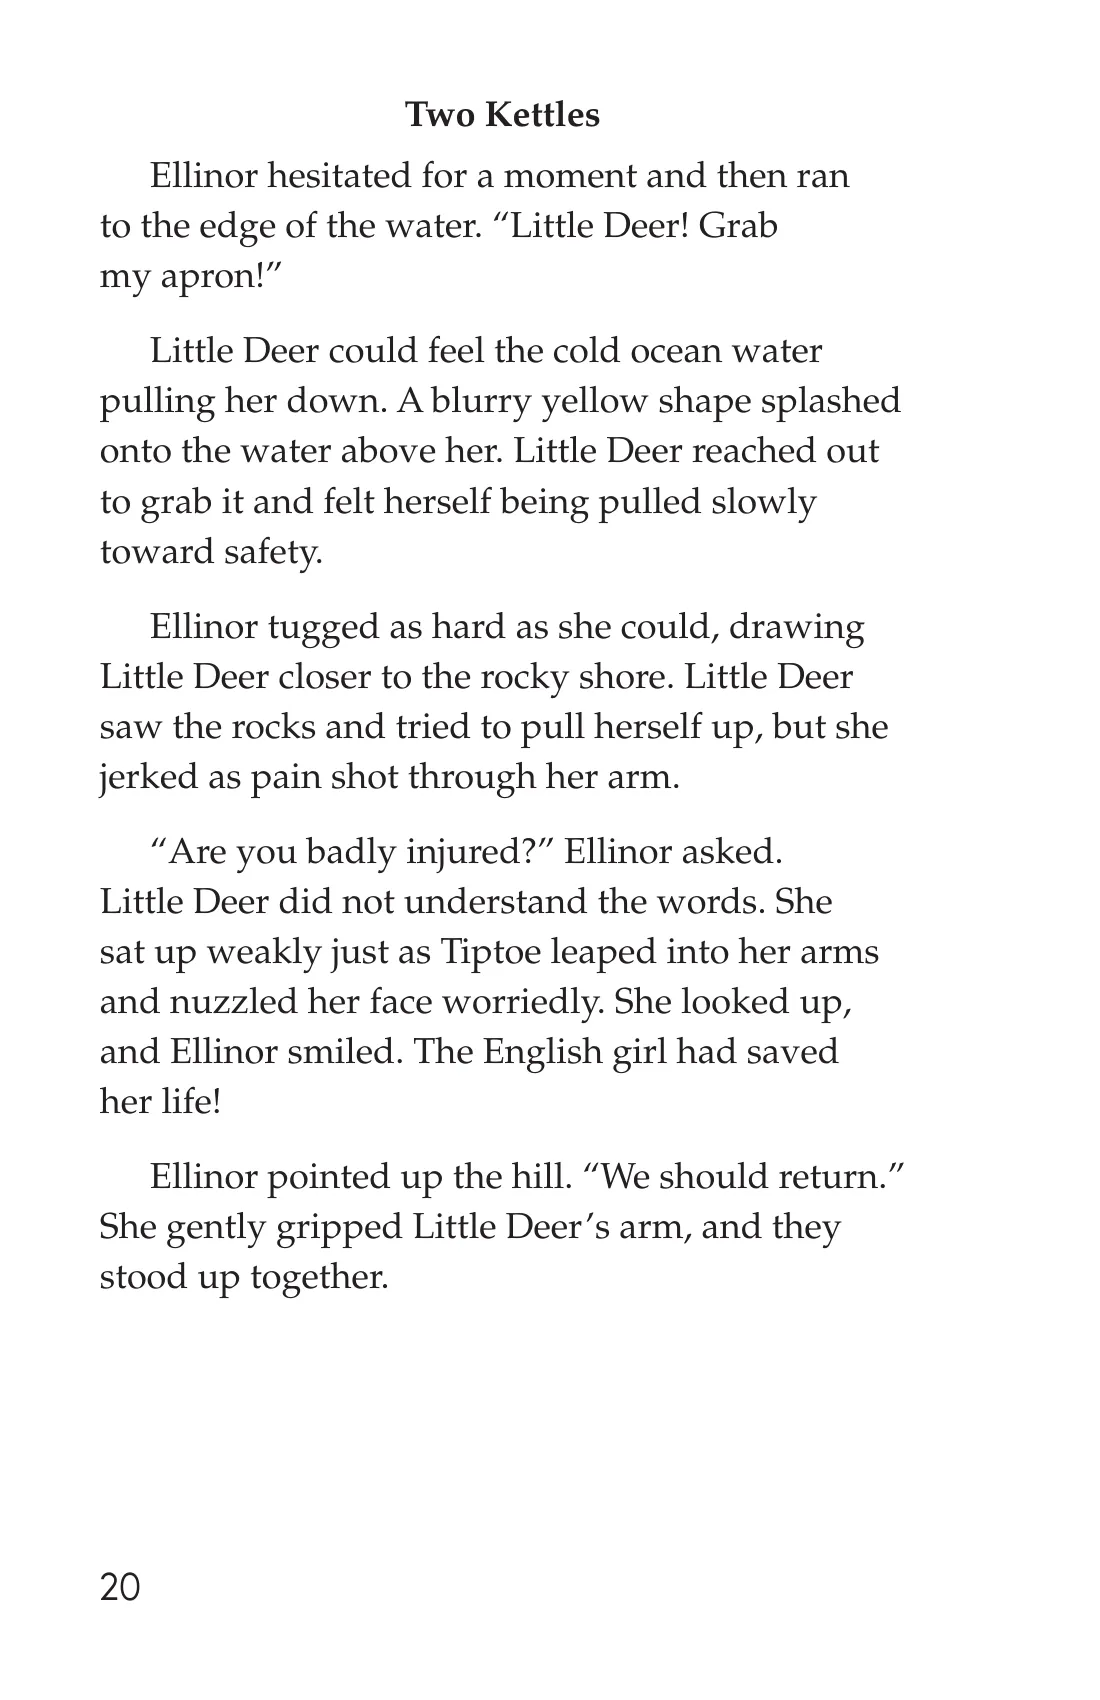 Two Kettles
Ellinor hesitated for a moment and then ran
to the edge of the water. “Little Deer! Grab
my apron!”
Little Deer could feel the cold ocean water
pulling her down. A blurry yellow shape splashed
onto the water above her. Little Deer reached out
to grab it and felt herself being pulled slowly
toward safety.
Ellinor tugged as hard as she could, drawing
Little Deer closer to the rocky shore. Little Deer
saw the rocks and tried to pull herself up, but she
jerked as pain shot through her arm.
“Are you badly injured?” Ellinor asked.
Little Deer did not understand the words. She
sat up weakly just as Tiptoe leaped into her arms
and nuzzled her face worriedly. She looked up,
and Ellinor smiled. The English girl had saved
her life!
Ellinor pointed up the hill. “We should return.”
She gently gripped Little Deer’s arm, and they
stood up together.
20